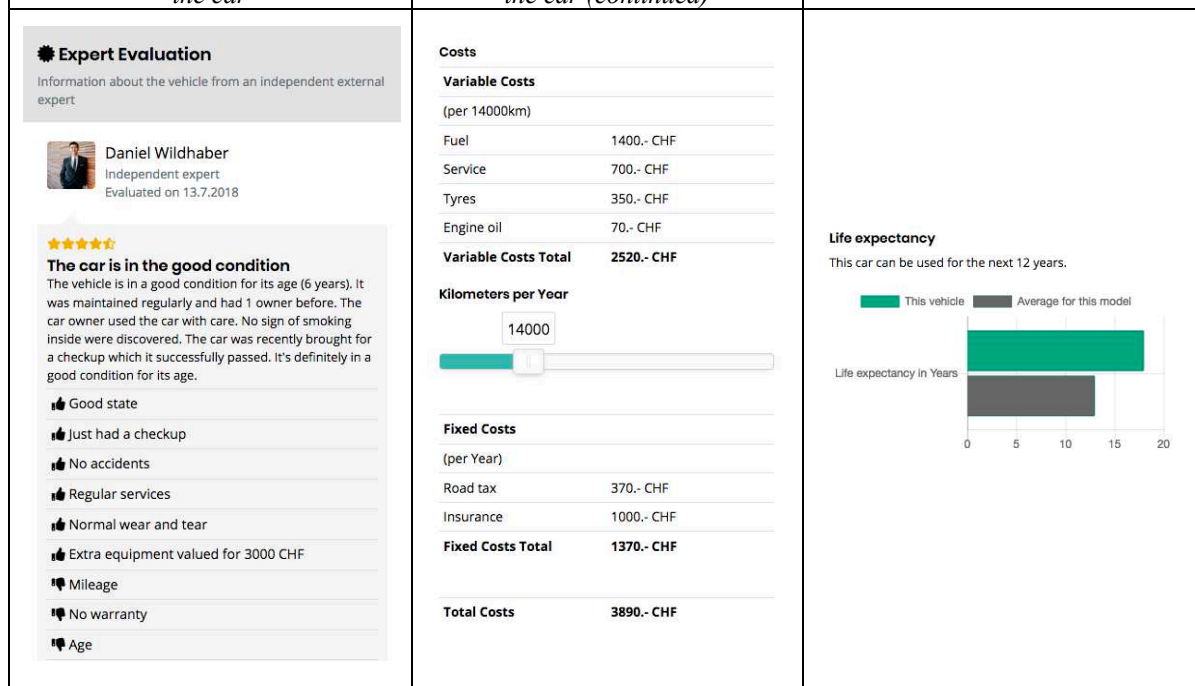 the car
the car (continued)
Expert Evaluation
Information about the vehicle from an independent external
expert
Daniel Wildhaber
Independent expert
Evaluated on 13.7.2018
The car is in the good condition
The vehicle is in a good condition for its age (6 years). It
was maintained regularly and had 1 owner before. The
car owner used the car with care. No sign of smoking
inside were discovered. The car was recently brought for
a checkup which it successfully passed. It's definitely in a
good condition for its age.
Good state
Just had a checkup
No accidents
Regular services
Normal wear and tear
Extra equipment valued for 3000 CHF
Mileage
No warranty
Age
Costs
Variable Costs
(per 14000km)
Fuel 1400.- CHF
Service 700.- CHF
Tyres 350.- CHF
Engine oil 70.- CHF
Variable Costs Total 2520.- CHF
Kilometers per Year
14000
Fixed Costs
(per Year)
Road tax 370.- CHF
Insurance 1000.- CHF
Fixed Costs Total 1370.- CHF
Total Costs 3890.- CHF
Life expectancy
This car can be used for the next 12 years.
This vehicle Average for this model
Life expectancy in Years
0 5 10 15 20